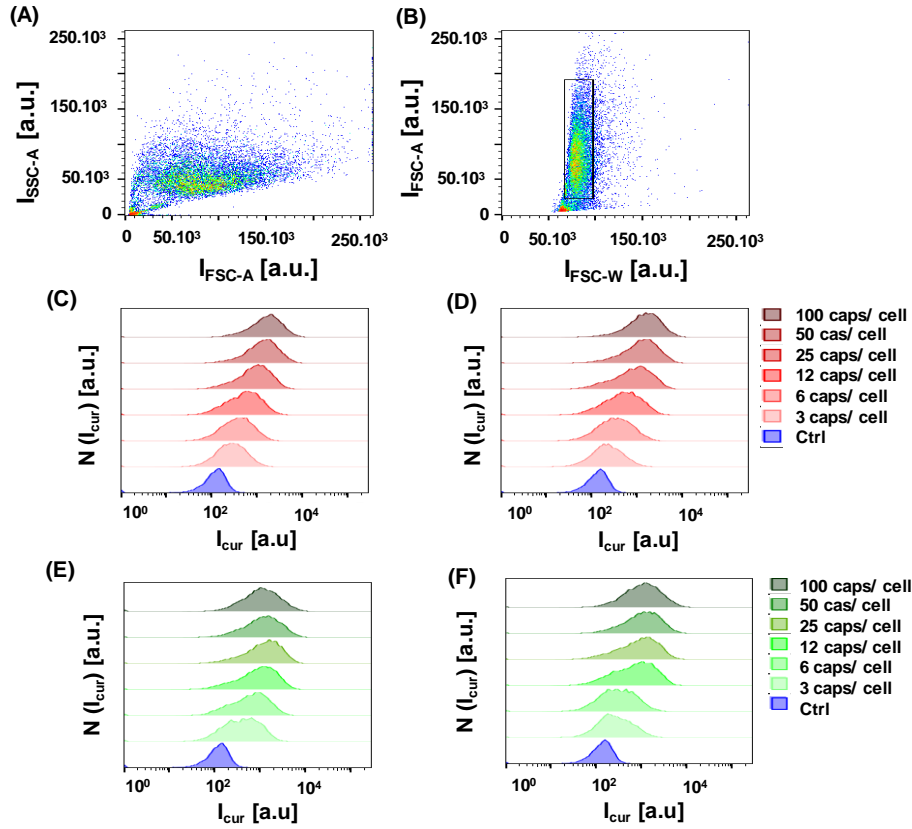 (A)
250.10³
150.10³
50.10³
0
I_SSC-A [a.u.]
0 50.10³ 150.10³ 250.10³
I_FSC-A [a.u.]
(B)
250.10³
150.10³
50.10³
0
I_FSC-A [a.u.]
0 50.10³ 150.10³ 250.10³
I_FSC-W [a.u.]
(C)
N (I_cur) [a.u.]
10⁰ 10² 10⁴
I_cur [a.u]
(D)
N (I_cur) [a.u.]
10⁰ 10² 10⁴
I_cur [a.u]
100 caps/ cell
50 cas/ cell
25 caps/ cell
12 caps/ cell
6 caps/ cell
3 caps/ cell
Ctrl
(E)
N (I_cur) [a.u.]
10⁰ 10² 10⁴
I_cur [a.u]
(F)
N (I_cur) [a.u.]
10⁰ 10² 10⁴
I_cur [a.u]
100 caps/ cell
50 cas/ cell
25 caps/ cell
12 caps/ cell
6 caps/ cell
3 caps/ cell
Ctrl